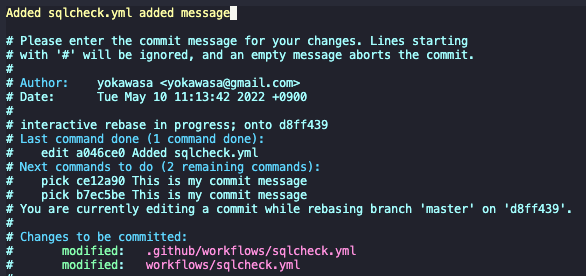 Added sqlcheck.yml added message
# Please enter the commit message for your changes. Lines starting
# with '#' will be ignored, and an empty message aborts the commit.
#
# Author:    yokawasa <yokawasa@gmail.com>
# Date:      Tue May 10 11:13:42 2022 +0900
#
# interactive rebase in progress; onto d8ff439
# Last command done (1 command done):
#    edit a046ce0 Added sqlcheck.yml
# Next commands to do (2 remaining commands):
#    pick ce12a90 This is my commit message
#    pick b7ec5be This is my commit message
# You are currently editing a commit while rebasing branch 'master' on 'd8ff439'.
#
# Changes to be committed:
#       modified:   .github/workflows/sqlcheck.yml
#       modified:   workflows/sqlcheck.yml
#